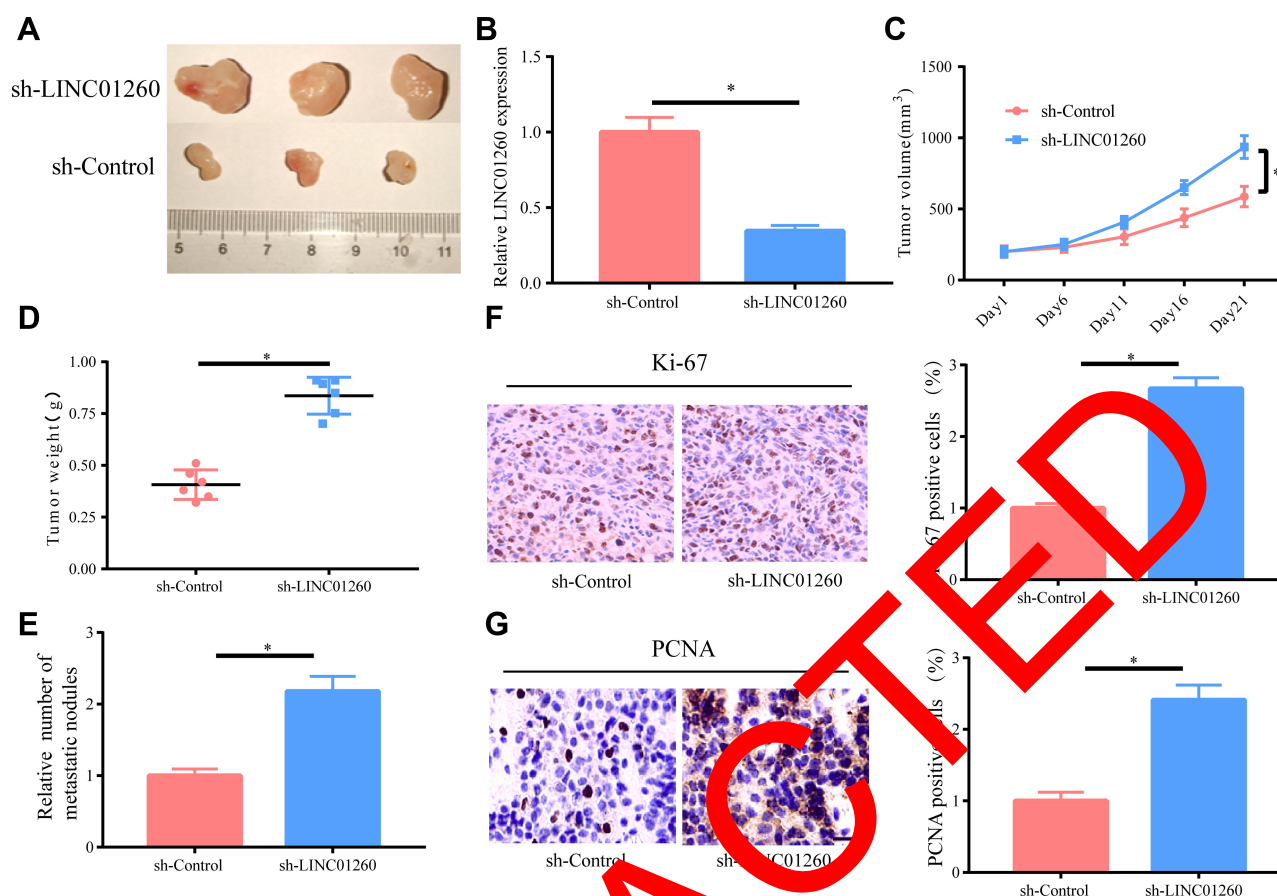 A
sh-LINC01260
sh-Control
5 6 7 8 9 10 11
B
Relative LINC01260 expression
1.5
1.0
0.5
0.0
*
sh-Control sh-LINC01260
C
Tumor volume(mm³)
1500
1000
500
0
sh-Control
sh-LINC01260
*
Day1 Day6 Day11 Day16 Day21
D
Tumor weight(g)
1.00
0.75
0.50
0.25
0.00
*
sh-Control sh-LINC01260
E
Relative number of
metastatic nodules
3
2
1
0
*
sh-Control sh-LINC01260
F
Ki-67
sh-Control sh-LINC01260
67 positive cells (%)
3
2
1
0
*
sh-Control sh-LINC01260
G
PCNA
sh-Control sh-LINC01260
PCNA positive cells (%)
3
2
1
0
*
sh-Control sh-LINC01260
ACTED